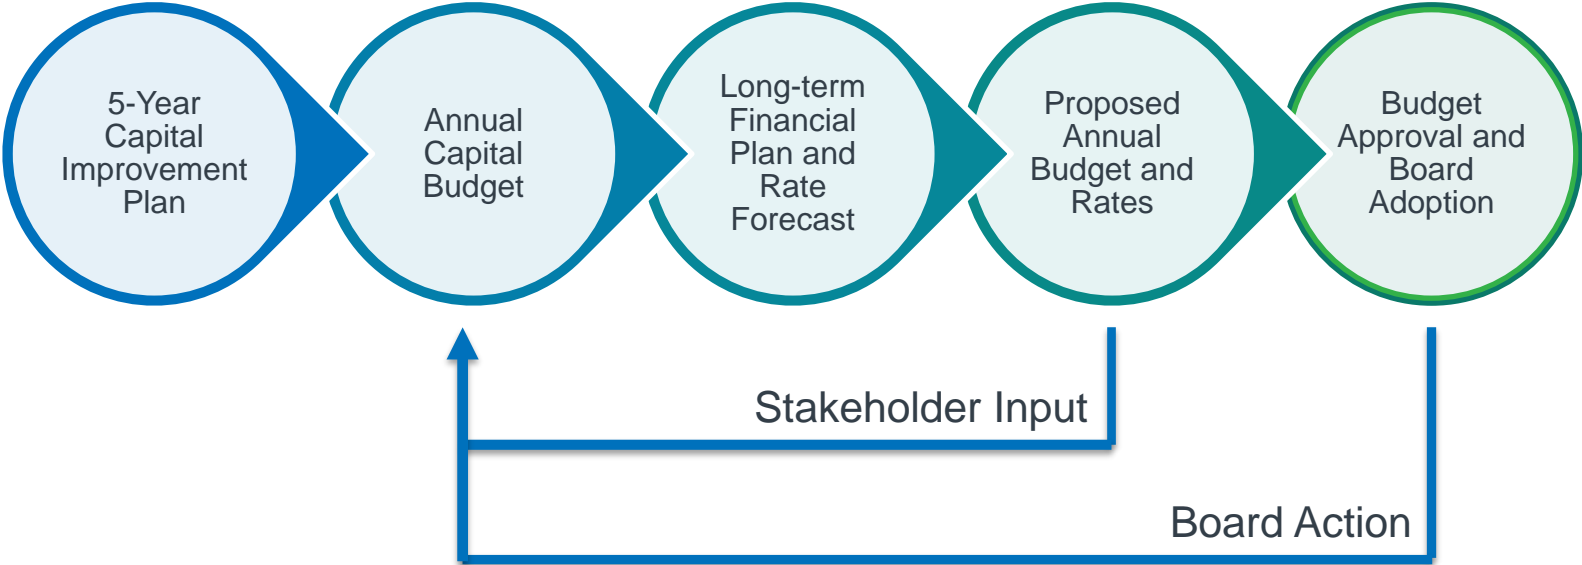 5-Year
Capital
Improvement
Plan
Annual
Capital
Budget
Long-term
Financial
Plan and
Rate
Forecast
Proposed
Annual
Budget and
Rates
Budget
Approval and
Board
Adoption
Stakeholder Input
Board Action